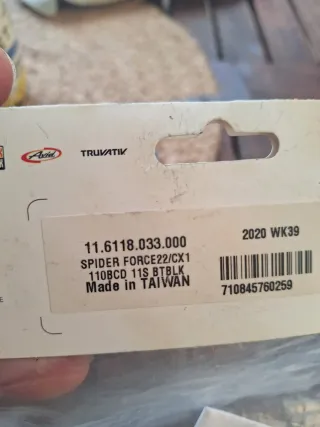 Avid TRUVATIV
11.6118.033.000 2020 WK39
SPIDER FORCE22/CX1
110BCD 11S BTBLK
Made in TAIWAN 710845760259